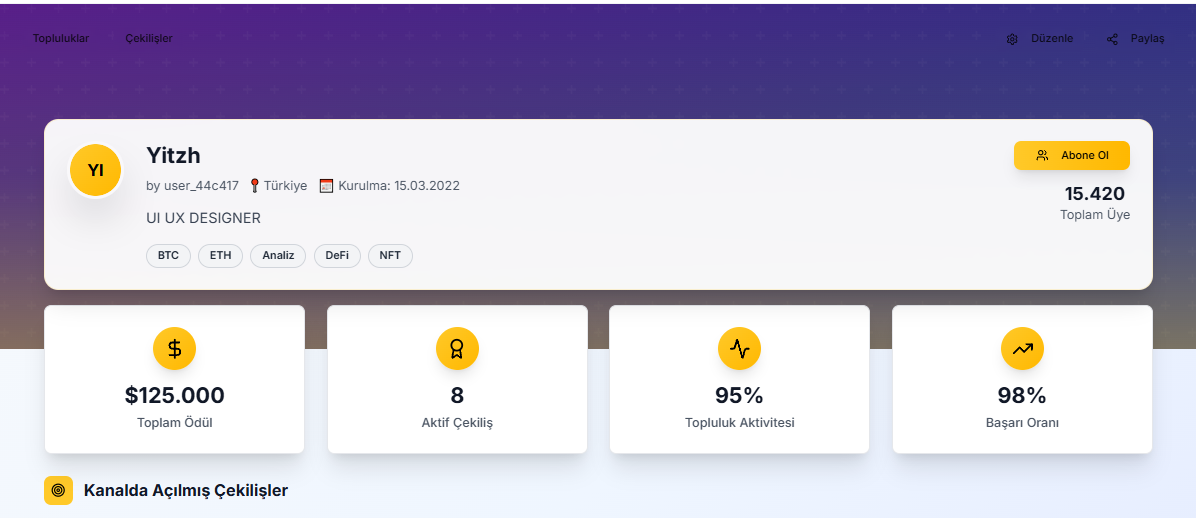 Topluluklar Çekilişler Düzenle Paylaş
YI
Yitzh
by user_44c417 Türkiye Kurulma: 15.03.2022
UI UX DESIGNER
BTC ETH Analiz DeFi NFT
Abone Ol
15.420
Toplam Üye
$125.000
Toplam Ödül
8
Aktif Çekiliş
95%
Topluluk Aktivitesi
98%
Başarı Oranı
Kanalda Açılmış Çekilişler